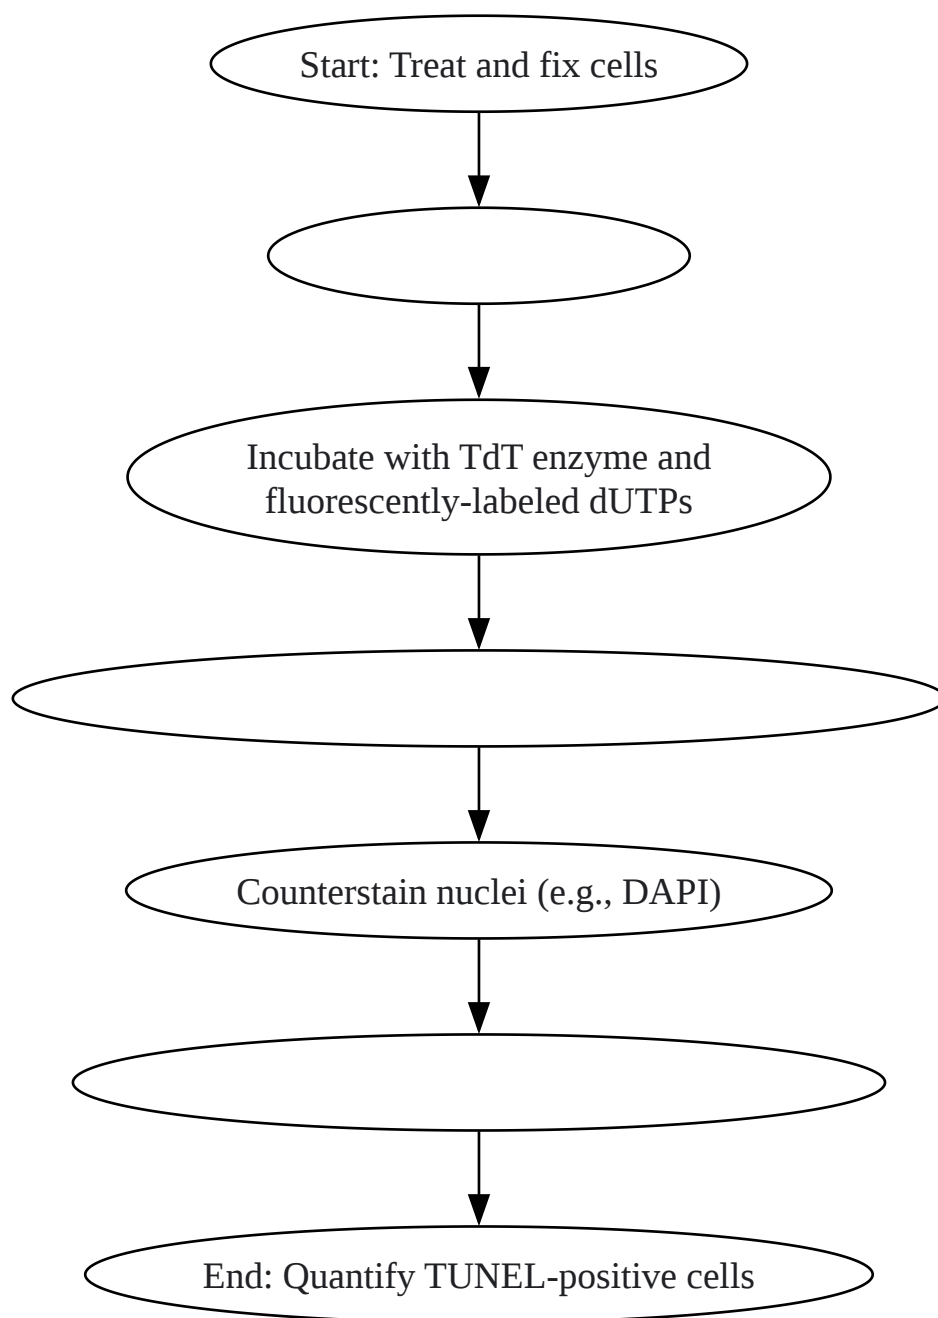 Start: Treat and fix cells
Incubate with TdT enzyme and
fluorescently-labeled dUTPs
Counterstain nuclei (e.g., DAPI)
End: Quantify TUNEL-positive cells